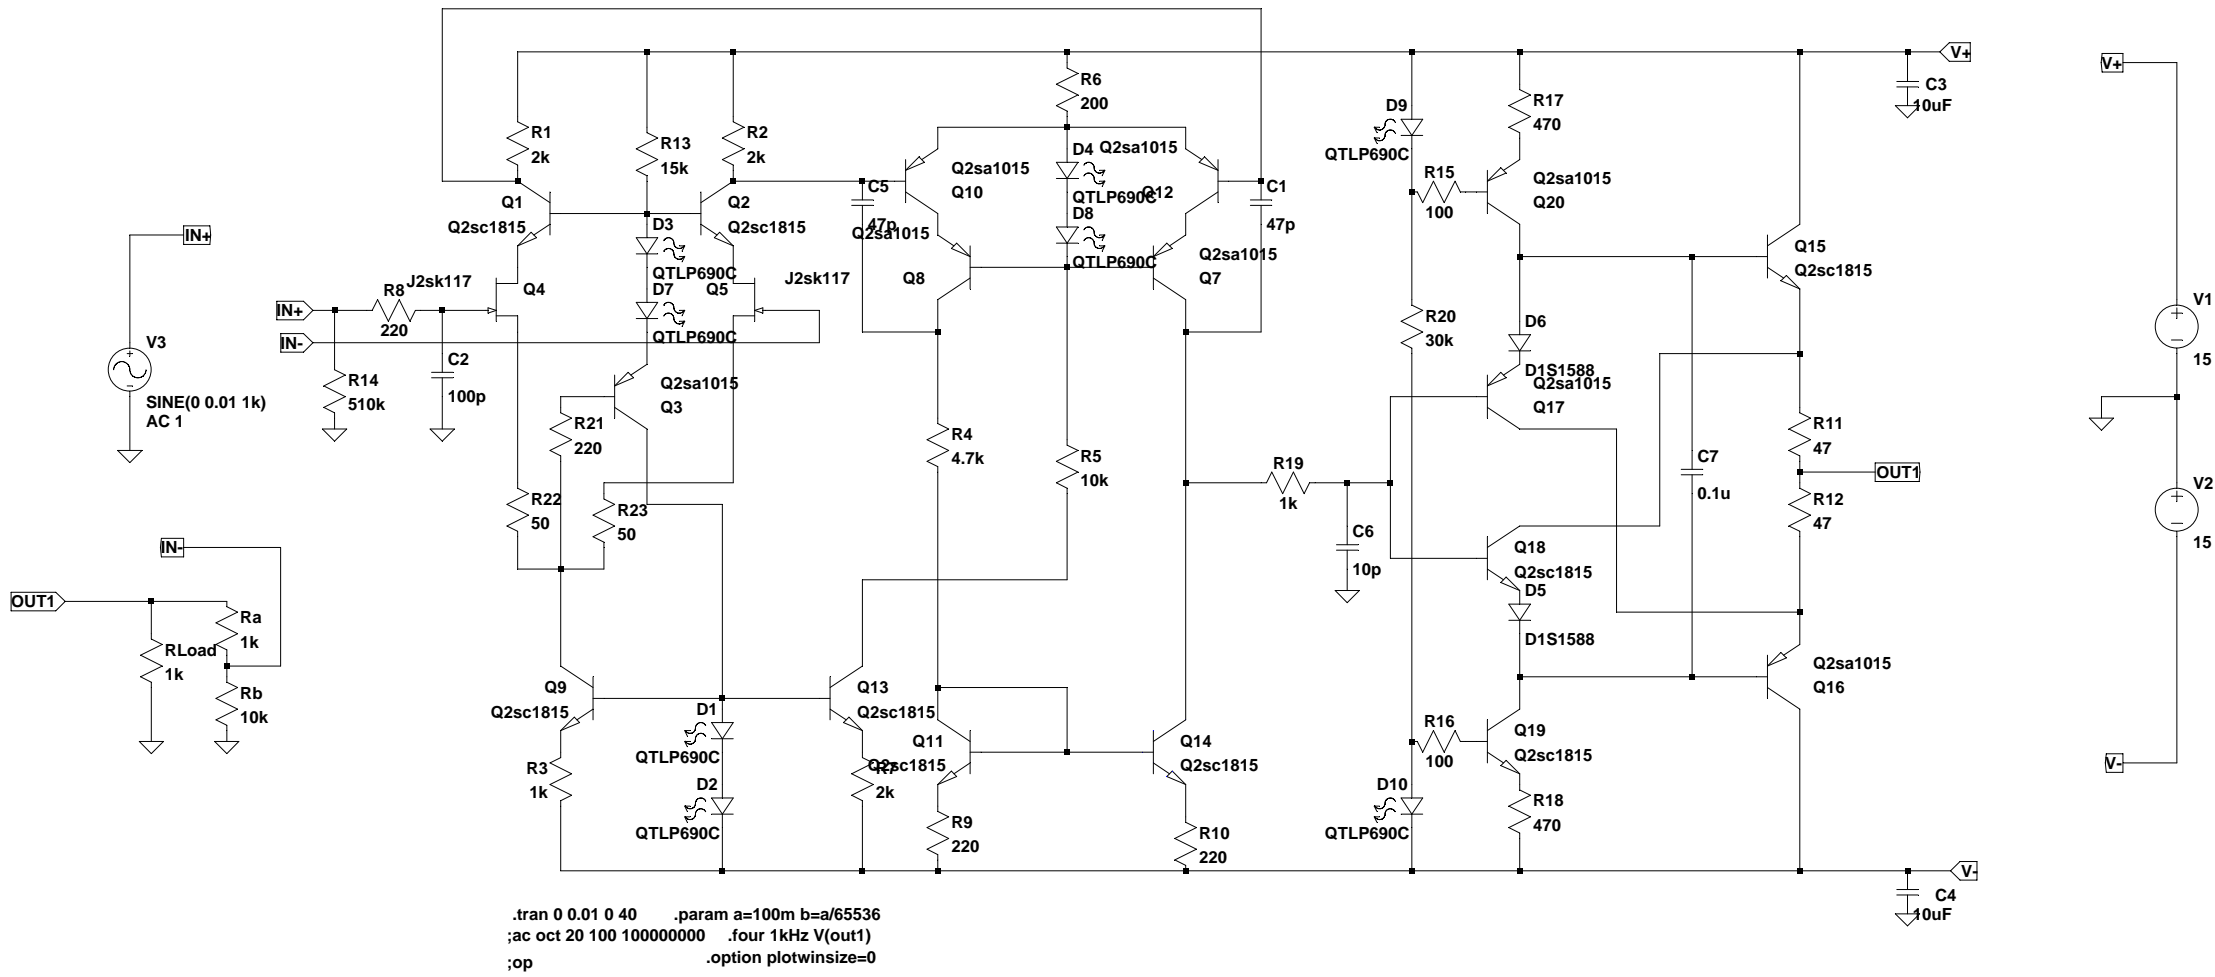 V+
V+
R6
200
C3
10uF
D9
QTLP690C
R17
470
R1
2k
R13
15k
R2
2k
D4
QTLP690C
Q2sa1015
Q10
Q2sa1015
Q12
R15
100
Q2sa1015
Q20
C5
47p
C1
47p
Q1
Q2sc1815
Q2
Q2sc1815
D8
QTLP690C
D3
QTLP690C
Q2sa1015
Q8
Q2sa1015
Q7
Q15
Q2sc1815
IN+
J2sk117
Q4
Q5
J2sk117
R8
220
D7
QTLP690C
IN+
IN-
R20
30k
D6
D1S1588
V1
15
V3
SINE(0 0.01 1k)
AC 1
R14
510k
C2
100p
Q2sa1015
Q3
Q2sa1015
Q17
R21
220
R4
4.7k
R5
10k
R11
47
C7
0.1u
OUT1
R19
1k
R12
47
V2
15
R22
50
R23
50
C6
10p
IN-
Q18
Q2sc1815
D5
D1S1588
OUT1
Ra
1k
RLoad
1k
Rb
10k
Q2sa1015
Q16
Q9
Q2sc1815
D1
QTLP690C
Q13
Q2sc1815
Q11
Q2sc1815
Q14
Q2sc1815
R16
100
Q19
Q2sc1815
V-
R3
1k
D2
QTLP690C
R7
2k
D10
QTLP690C
R18
470
R9
220
R10
220
V-
C4
10uF
.tran 0 0.01 0 40
.param a=100m b=a/65536
;ac oct 20 100 100000000
.four 1kHz V(out1)
;op
.option plotwinsize=0